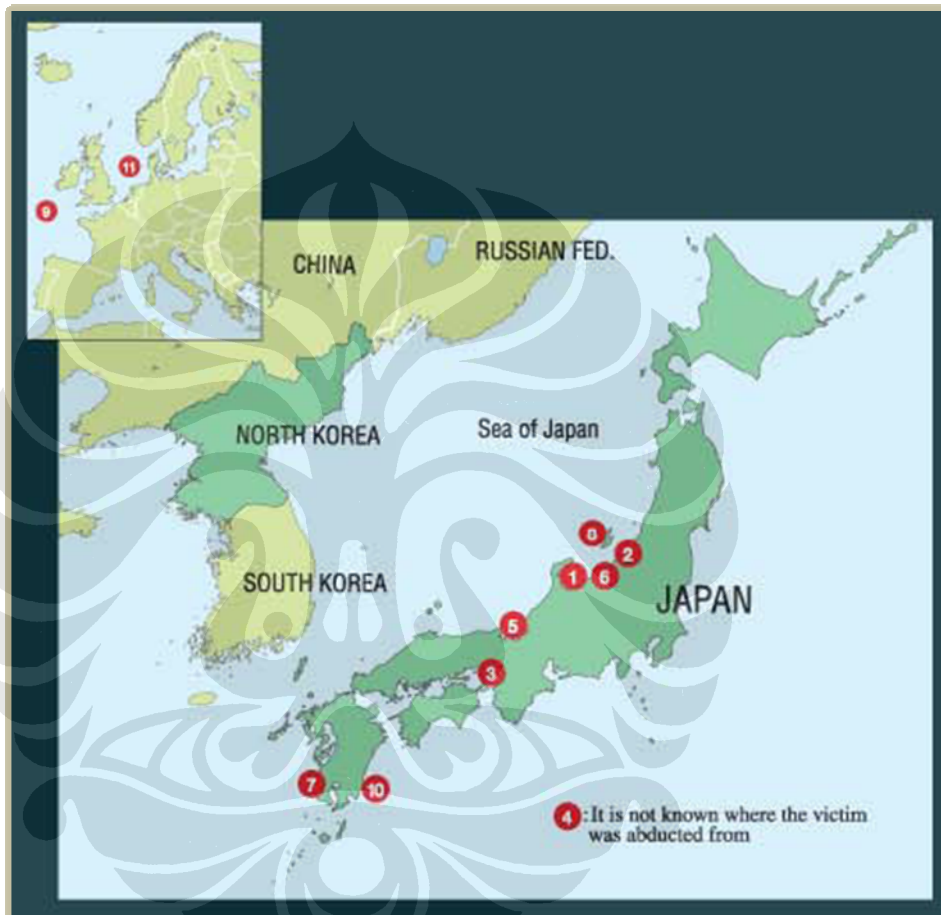 11
9
CHINA
RUSSIAN FED.
NORTH KOREA
Sea of Japan
8
2
1
6
SOUTH KOREA
JAPAN
5
3
7
10
4 : It is not known where the victim
was abducted from